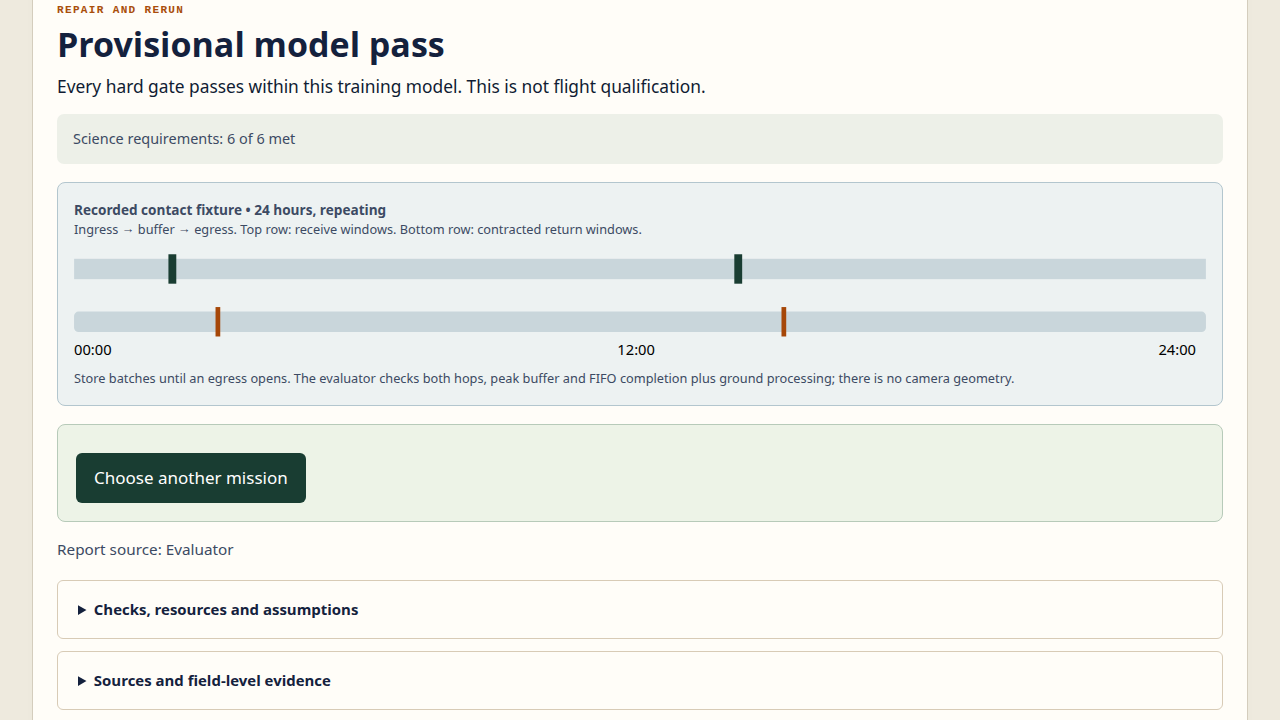 REPAIR AND RERUN
Provisional model pass
Every hard gate passes within this training model. This is not flight qualification.
Science requirements: 6 of 6 met
Recorded contact fixture • 24 hours, repeating
Ingress → buffer → egress. Top row: receive windows. Bottom row: contracted return windows.
00:00 12:00 24:00
Store batches until an egress opens. The evaluator checks both hops, peak buffer and FIFO completion plus ground processing; there is no camera geometry.
Choose another mission
Report source: Evaluator
Checks, resources and assumptions
Sources and field-level evidence